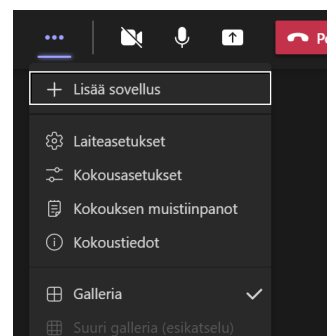 Lisää sovellus
Laiteasetukset
Kokousasetukset
Kokouksen muistiinpanot
Kokoustiedot
Galleria
Suuri galleria (esikatselu)